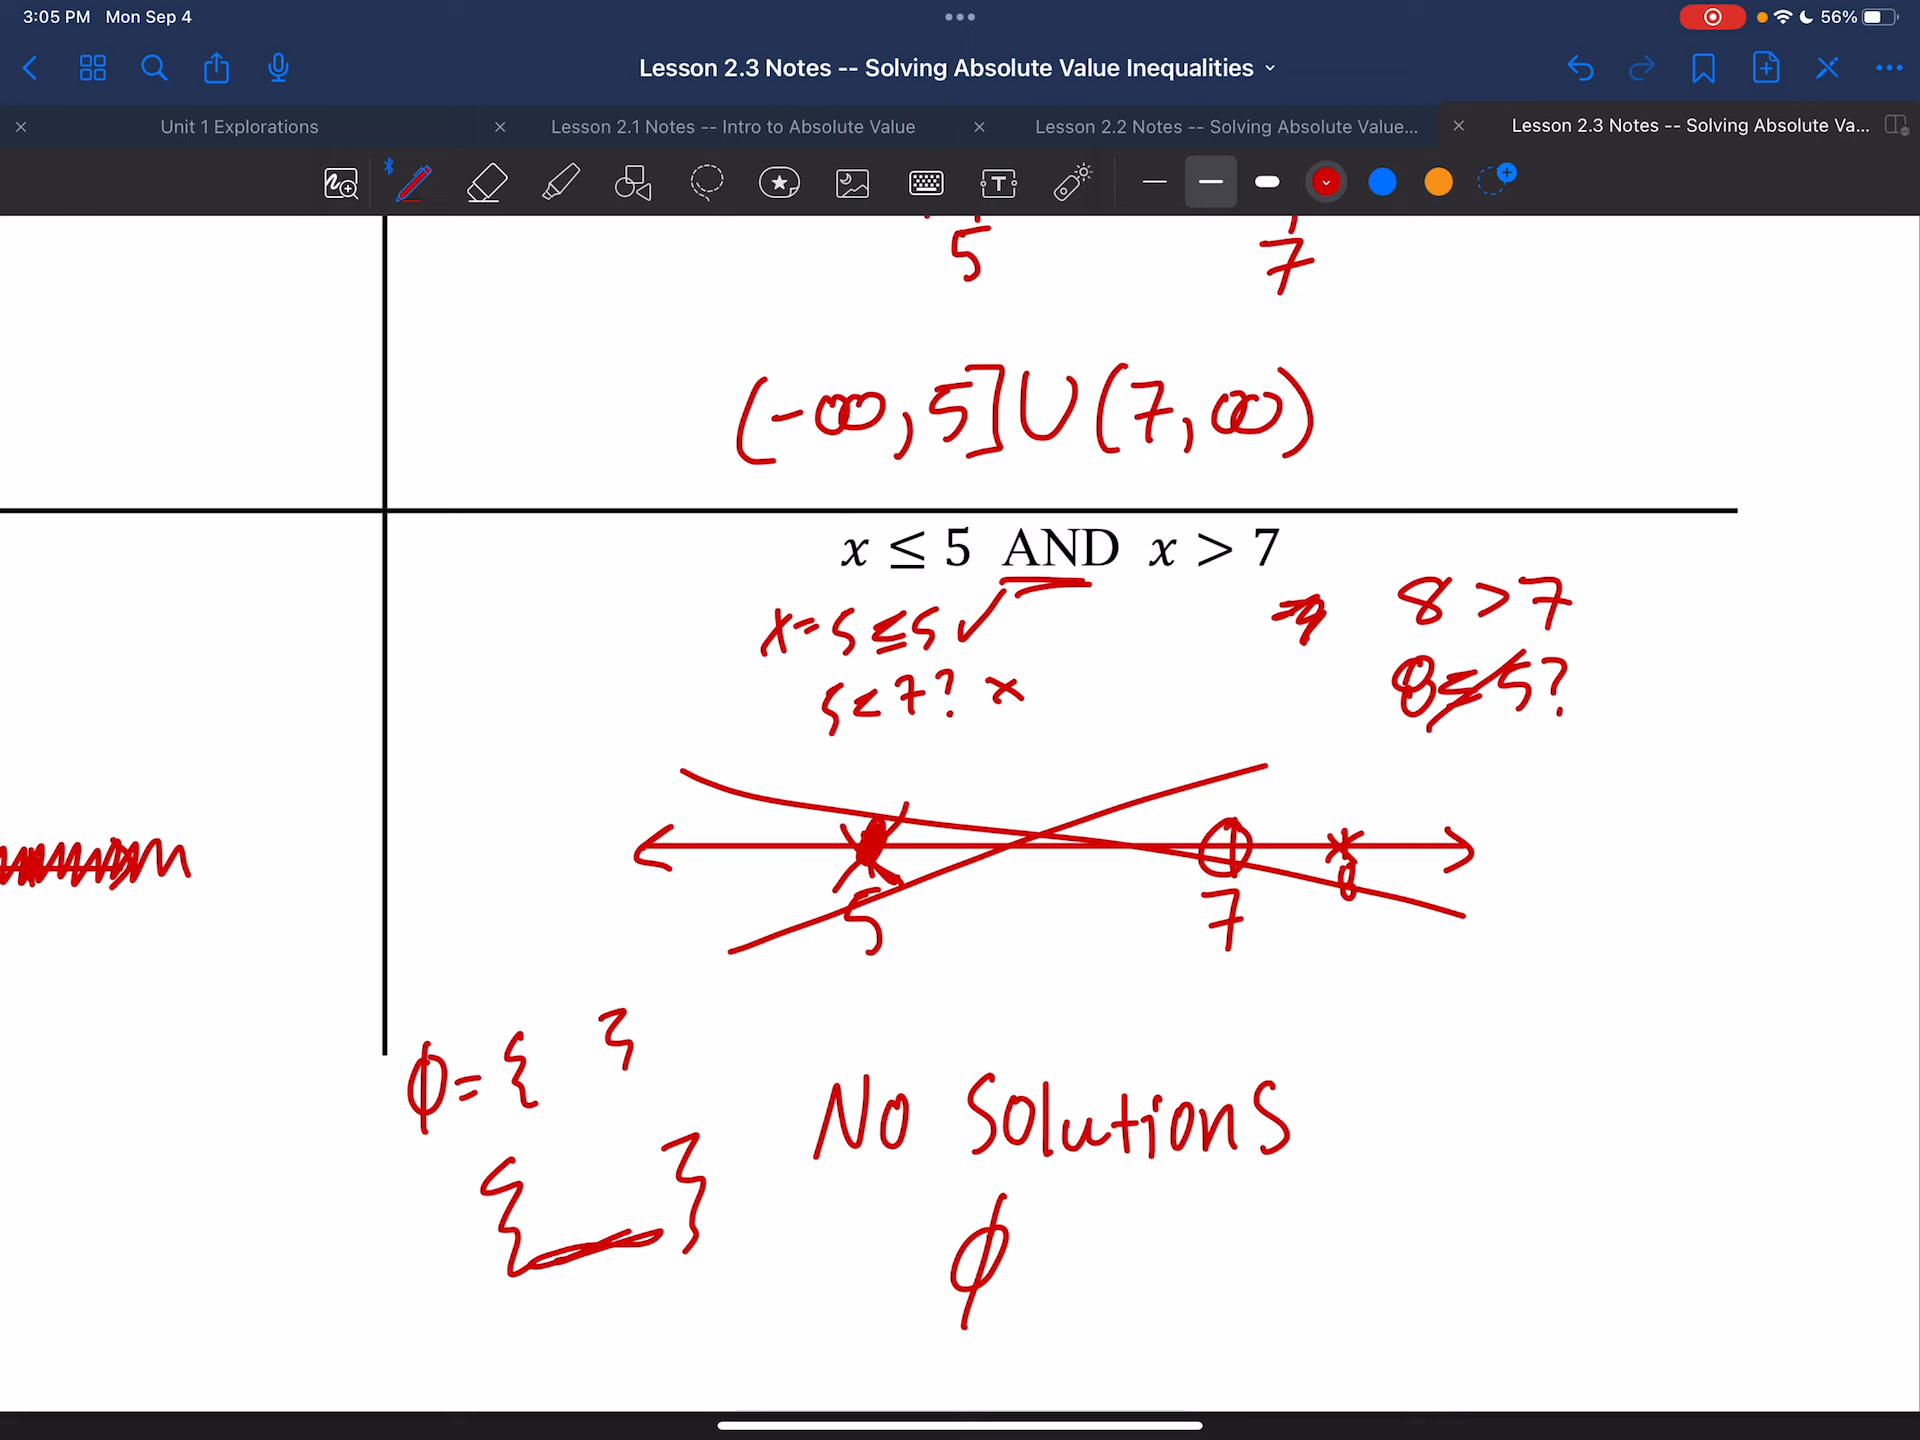 3:05 PM Mon Sep 4
56%
Lesson 2.3 Notes -- Solving Absolute Value Inequalities
Unit 1 Explorations
Lesson 2.1 Notes -- Intro to Absolute Value
Lesson 2.2 Notes -- Solving Absolute Value...
Lesson 2.3 Notes -- Solving Absolute Va...
T
5 7
(-∞, 5] ∪ (7, ∞)
x ≤ 5 AND x > 7
x = 5 ≤ 5 ✓
8 > 7
5 < 7? x
8 ≤ 5?
8
5 7
ϕ = { }
No Solutions
{ }
ϕ